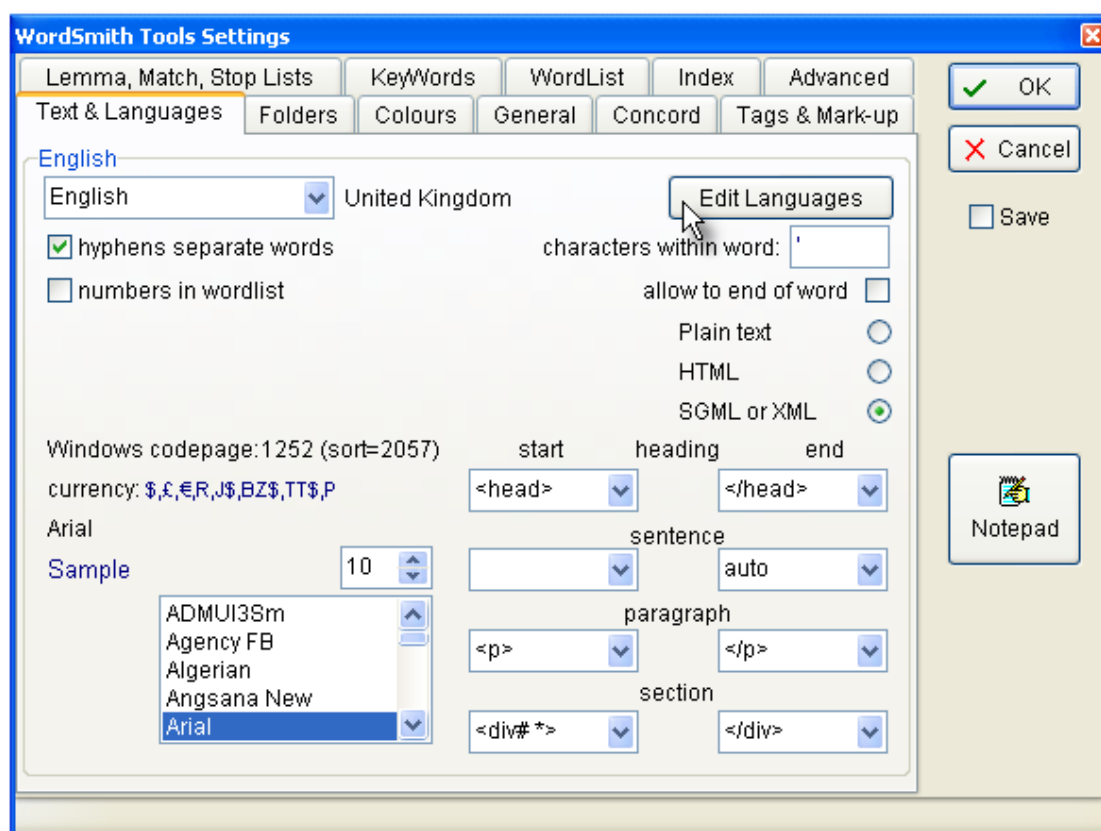 WordSmith Tools Settings
Lemma, Match, Stop Lists KeyWords WordList Index Advanced
Text & Languages Folders Colours General Concord Tags & Mark-up
OK
Cancel
Save
English
English United Kingdom Edit Languages
hyphens separate words characters within word: '
numbers in wordlist allow to end of word
Plain text
HTML
SGML or XML
Windows codepage:1252 (sort=2057) start heading end
currency: $,£,€,R,J$,BZ$,TT$,P <head> </head>
Arial sentence
Sample 10 auto
ADMUI3Sm
Agency FB
Algerian
Angsana New
Arial
paragraph
<p> </p>
section
<div# *> </div>
Notepad